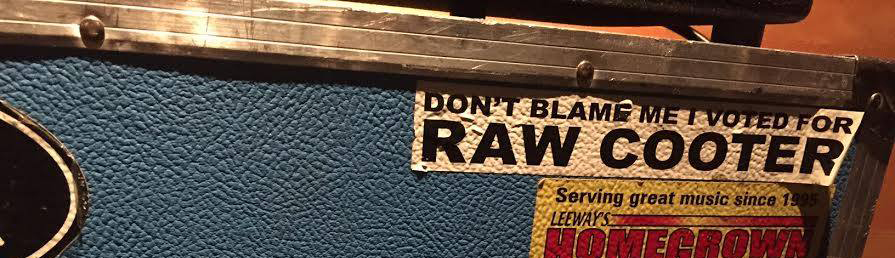 DON'T BLAME ME I VOTED FOR
RAW COOTER
Serving great music since 1995
LEEWAY'S
HOMEGROWN